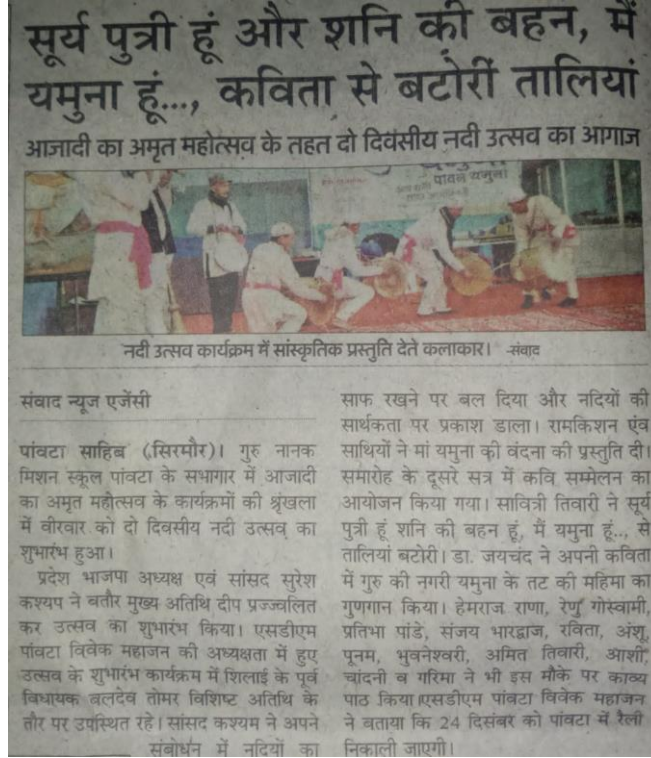 सूर्य पुत्री हूं और शनि की बहन, मैं
यमुना हूं..., कविता से बटोरीं तालियां
आजादी का अमृत महोत्सव के तहत दो दिवसीय नदी उत्सव का आगाज
पावन यमुना
नदी उत्सव कार्यक्रम में सांस्कृतिक प्रस्तुति देते कलाकार। -संवाद
संवाद न्यूज एजेंसी
पांवटा साहिब (सिरमौर)। गुरु नानक
मिशन स्कूल पांवटा के सभागार में आजादी
का अमृत महोत्सव के कार्यक्रमों की श्रृंखला
में वीरवार को दो दिवसीय नदी उत्सव का
शुभारंभ हुआ।
प्रदेश भाजपा अध्यक्ष एवं सांसद सुरेश
कश्यप ने बतौर मुख्य अतिथि दीप प्रज्ज्वलित
कर उत्सव का शुभारंभ किया। एसडीएम
पांवटा विवेक महाजन की अध्यक्षता में हुए
उत्सव के शुभारंभ कार्यक्रम में शिलाई के पूर्व
विधायक बलदेव तोमर विशिष्ट अतिथि के
तौर पर उपस्थित रहे। सांसद कश्यम ने अपने
संबोधन में नदियों का
साफ रखने पर बल दिया और नदियों की
सार्थकता पर प्रकाश डाला। रामकिशन एंव
साथियों ने मां यमुना की वंदना की प्रस्तुति दी।
समारोह के दूसरे सत्र में कवि सम्मेलन का
आयोजन किया गया। सावित्री तिवारी ने सूर्य
पुत्री हूं शनि की बहन हूं, मैं यमुना हूं..., से
तालियां बटोरी। डा. जयचंद ने अपनी कविता
में गुरु की नगरी यमुना के तट की महिमा का
गुणगान किया। हेमराज राणा, रेणु गोस्वामी,
प्रतिभा पांडे, संजय भारद्वाज, रविता, अंशू,
पूनम, भुवनेश्वरी, अमित तिवारी, आशी,
चांदनी व गरिमा ने भी इस मौके पर काव्य
पाठ किया।एसडीएम पांवटा विवेक महाजन
ने बताया कि 24 दिसंबर को पांवटा में रैली
निकाली जाएगी।